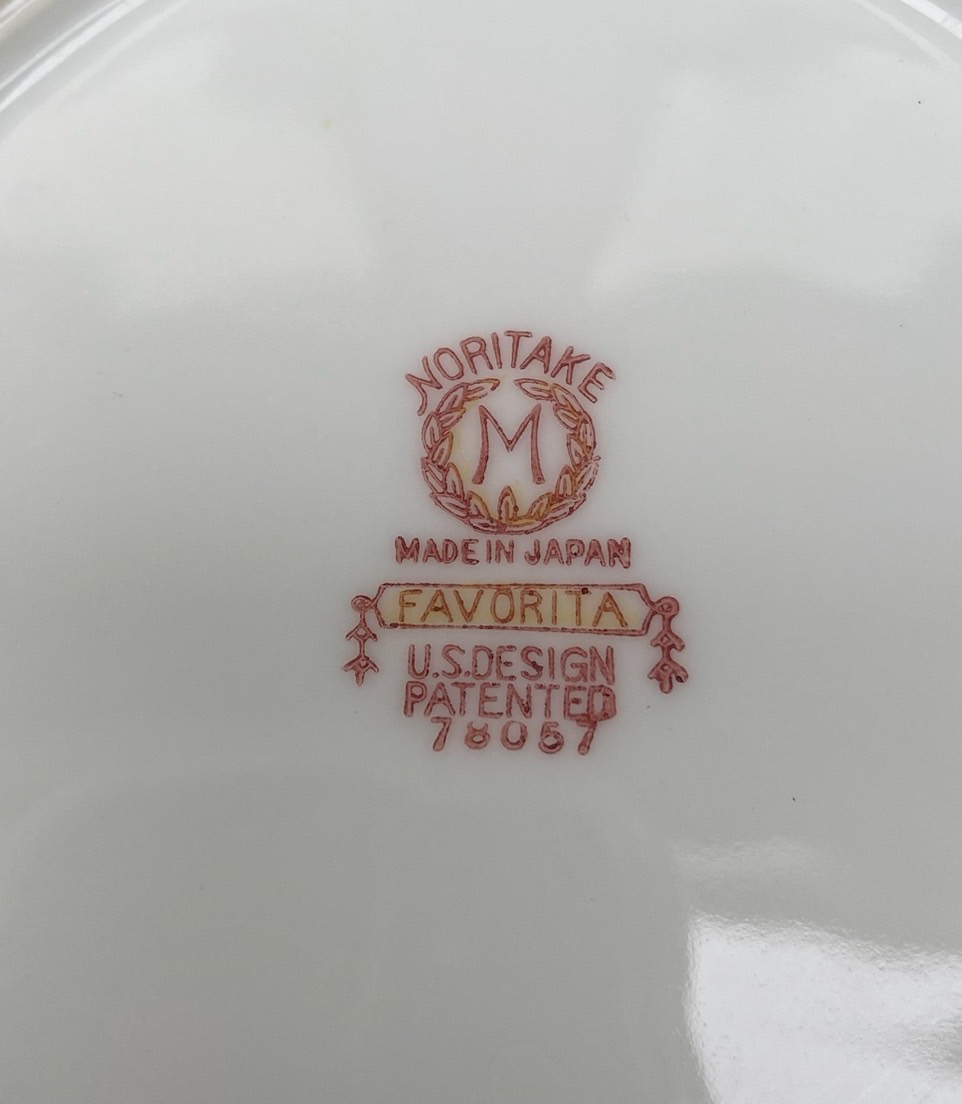 NORITAKE
M
MADE IN JAPAN
FAVORITA
U.S.DESIGN
PATENTED
78057